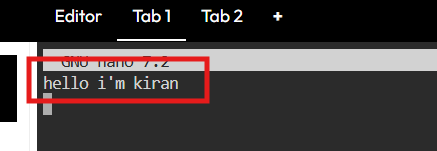 Editor Tab 1 Tab 2 +
GNU nano 7.2
hello i'm kiran